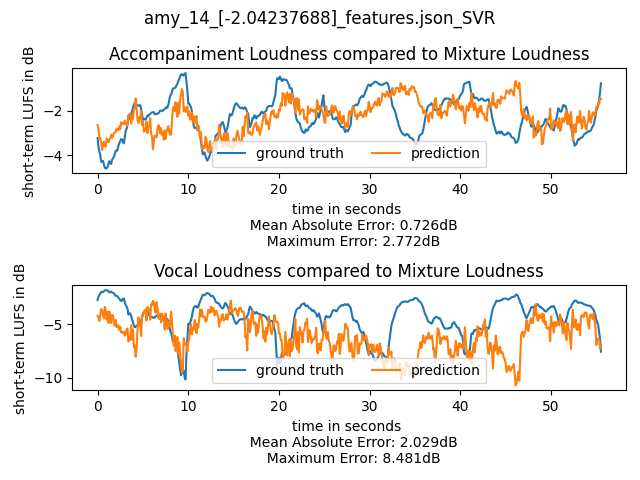 amy_14_[-2.04237688]_features.json_SVR
Accompaniment Loudness compared to Mixture Loudness
short-term LUFS in dB
−2
−4
ground truth
prediction
0 10 20 30 40 50
time in seconds
Mean Absolute Error: 0.726dB
Maximum Error: 2.772dB
Vocal Loudness compared to Mixture Loudness
short-term LUFS in dB
−5
−10
ground truth
prediction
0 10 20 30 40 50
time in seconds
Mean Absolute Error: 2.029dB
Maximum Error: 8.481dB